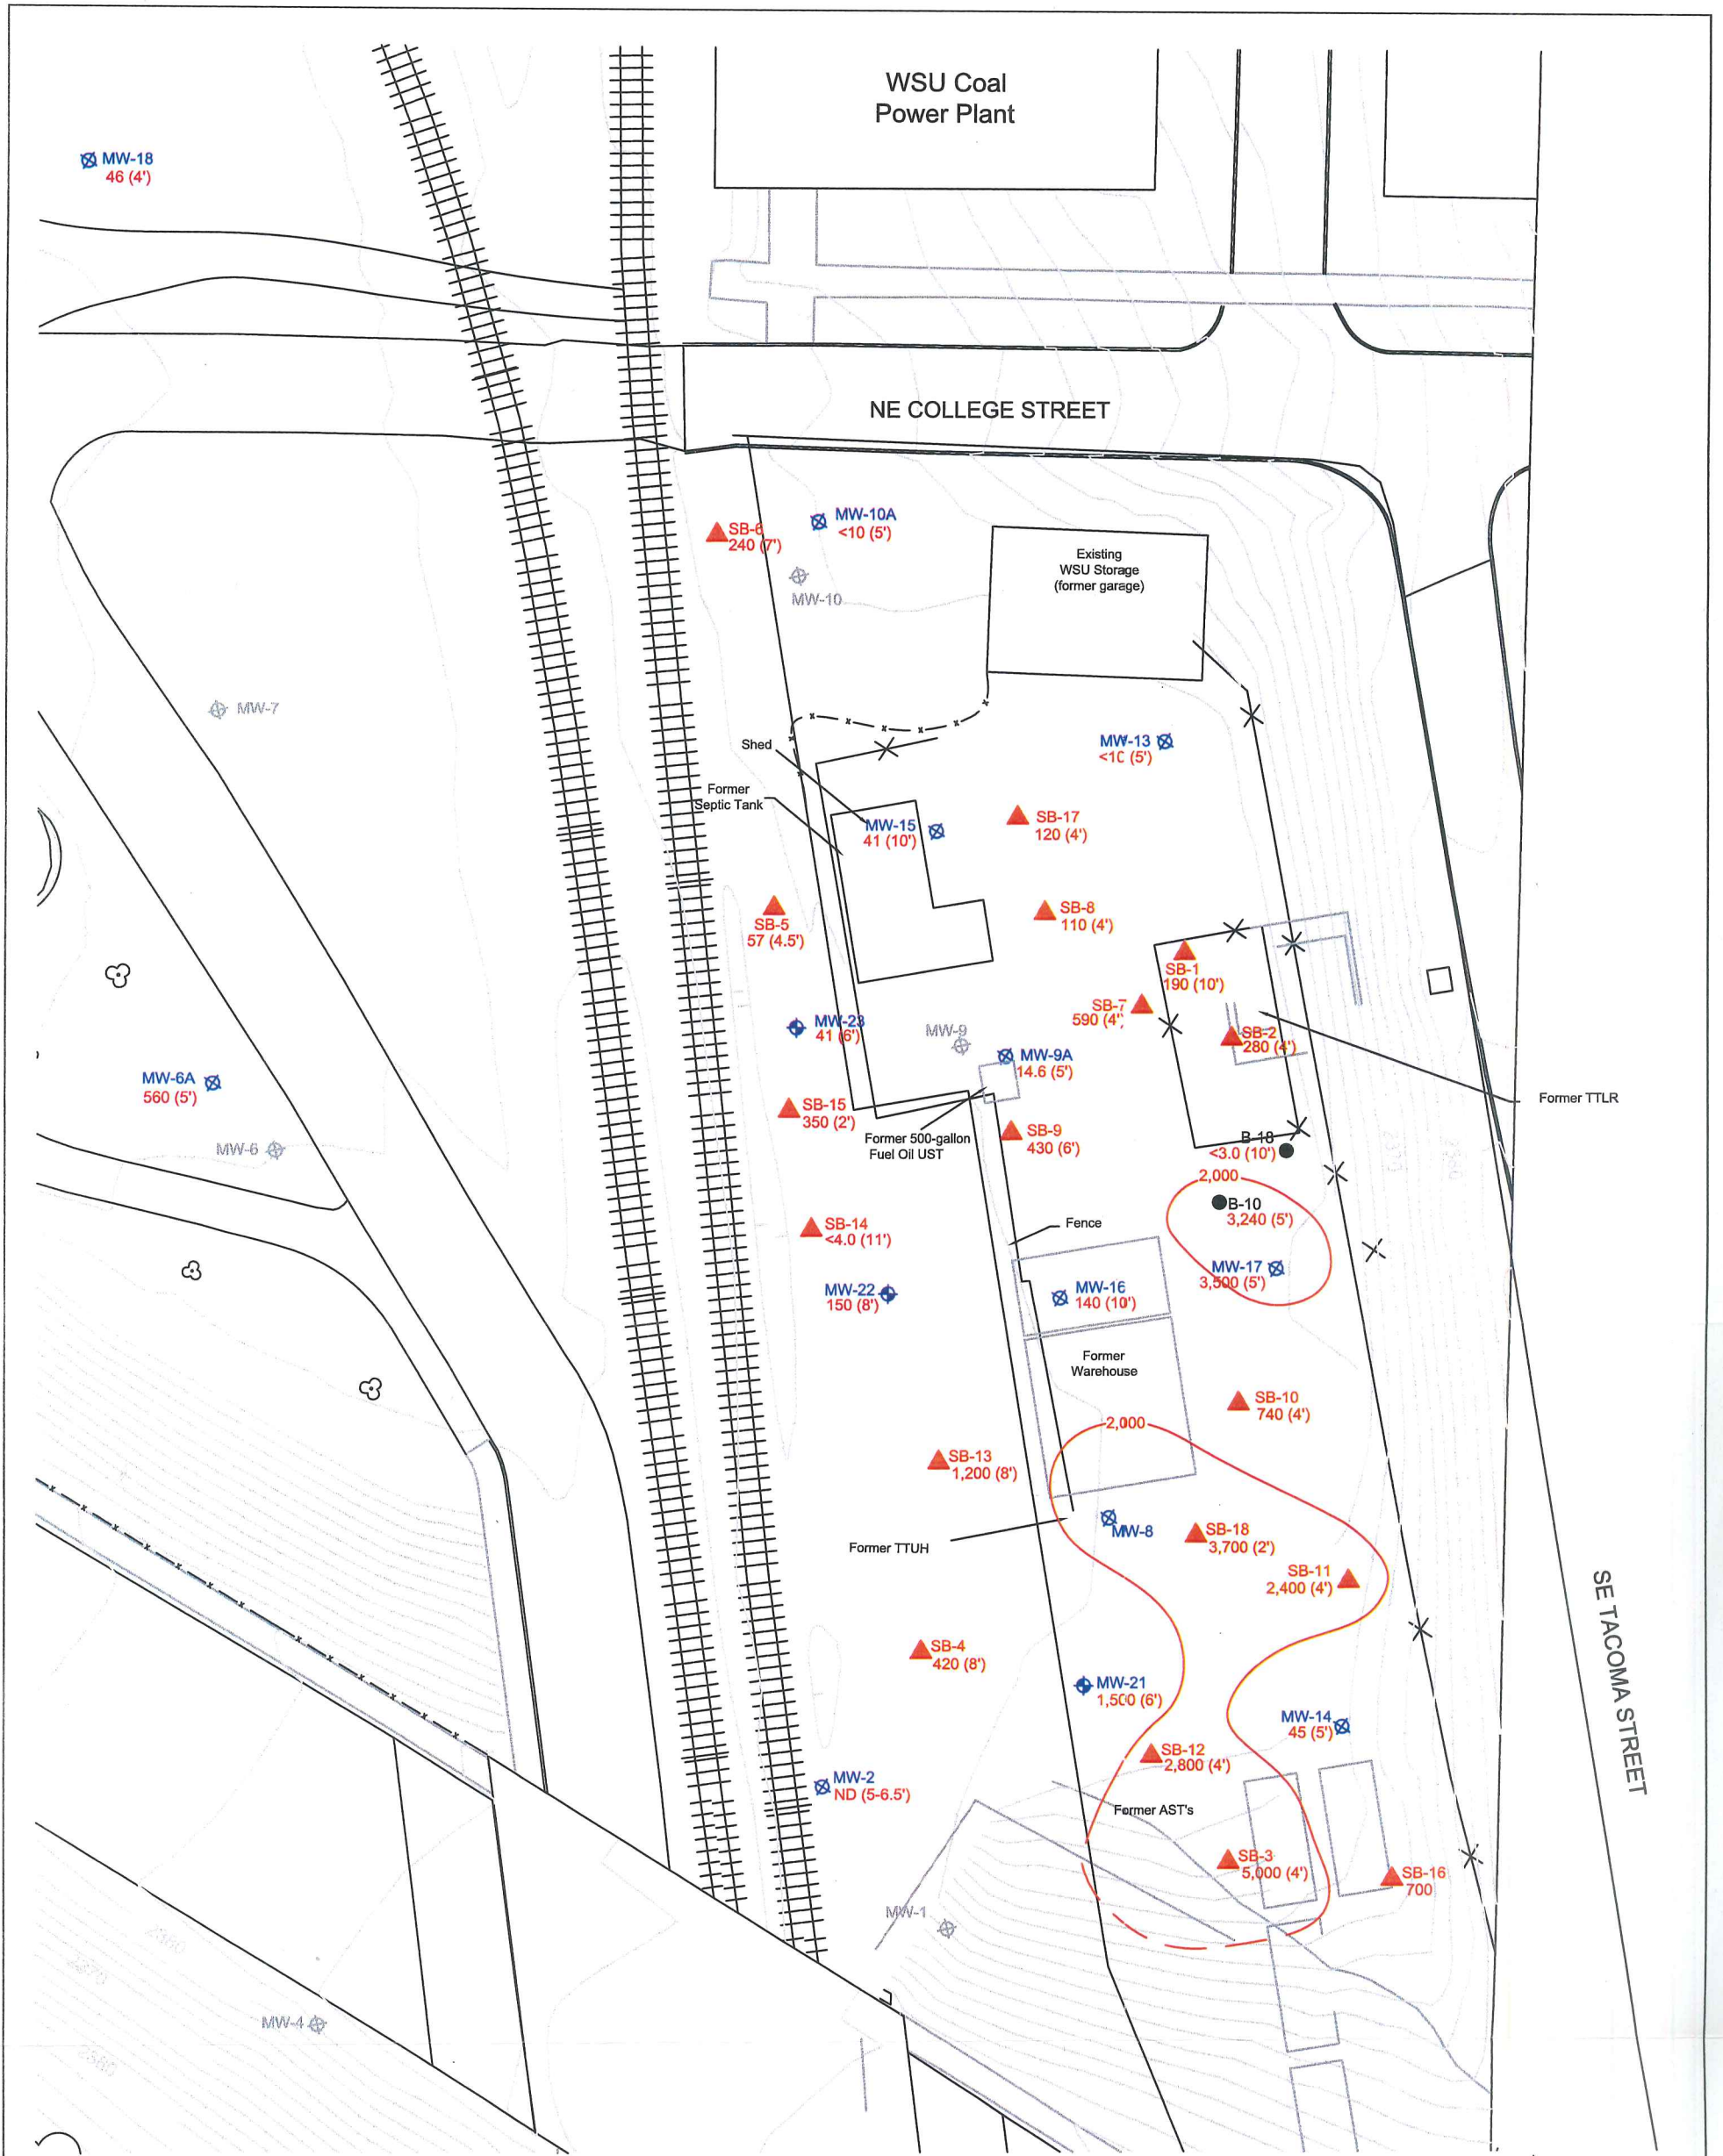 WSU Coal
Power Plant
MW-18
46 (4')
NE COLLEGE STREET
MW-10A
<10 (5')
SB-6
240 (7')
MW-10
Existing
WSU Storage
(former garage)
MW-7
MW-13
<1C (5')
Shed
Former
Septic Tank
SB-17
120 (4')
MW-15
41 (10')
SB-8
110 (4')
SB-5
57 (4.5')
SB-1
190 (10')
SB-7
590 (4')
MW-23
41 (6')
MW-9
SB-2
280 (4')
MW-9A
14.6 (5')
MW-6A
560 (5')
Former TTLR
SB-15
350 (2')
SB-9
430 (6')
Former 500-gallon
Fuel Oil UST
B-18
<3.0 (10')
MW-6
2,000
B-10
3,240 (5')
SB-14
<4.0 (11')
Fence
MW-17
3,500 (5')
MW-22
150 (8')
MW-16
140 (10')
Former
Warehouse
SB-10
740 (4')
2,000
SB-13
1,200 (8')
MW-8
SB-18
3,700 (2')
Former TTUH
SB-11
2,400 (4')
SE TACOMA STREET
SB-4
420 (8')
MW-21
1,500 (6')
MW-14
45 (5')
SB-12
2,800 (4')
MW-2
ND (5-6.5')
Former AST's
SB-3
5,000 (4')
SB-16
700
MW-1
MW-4